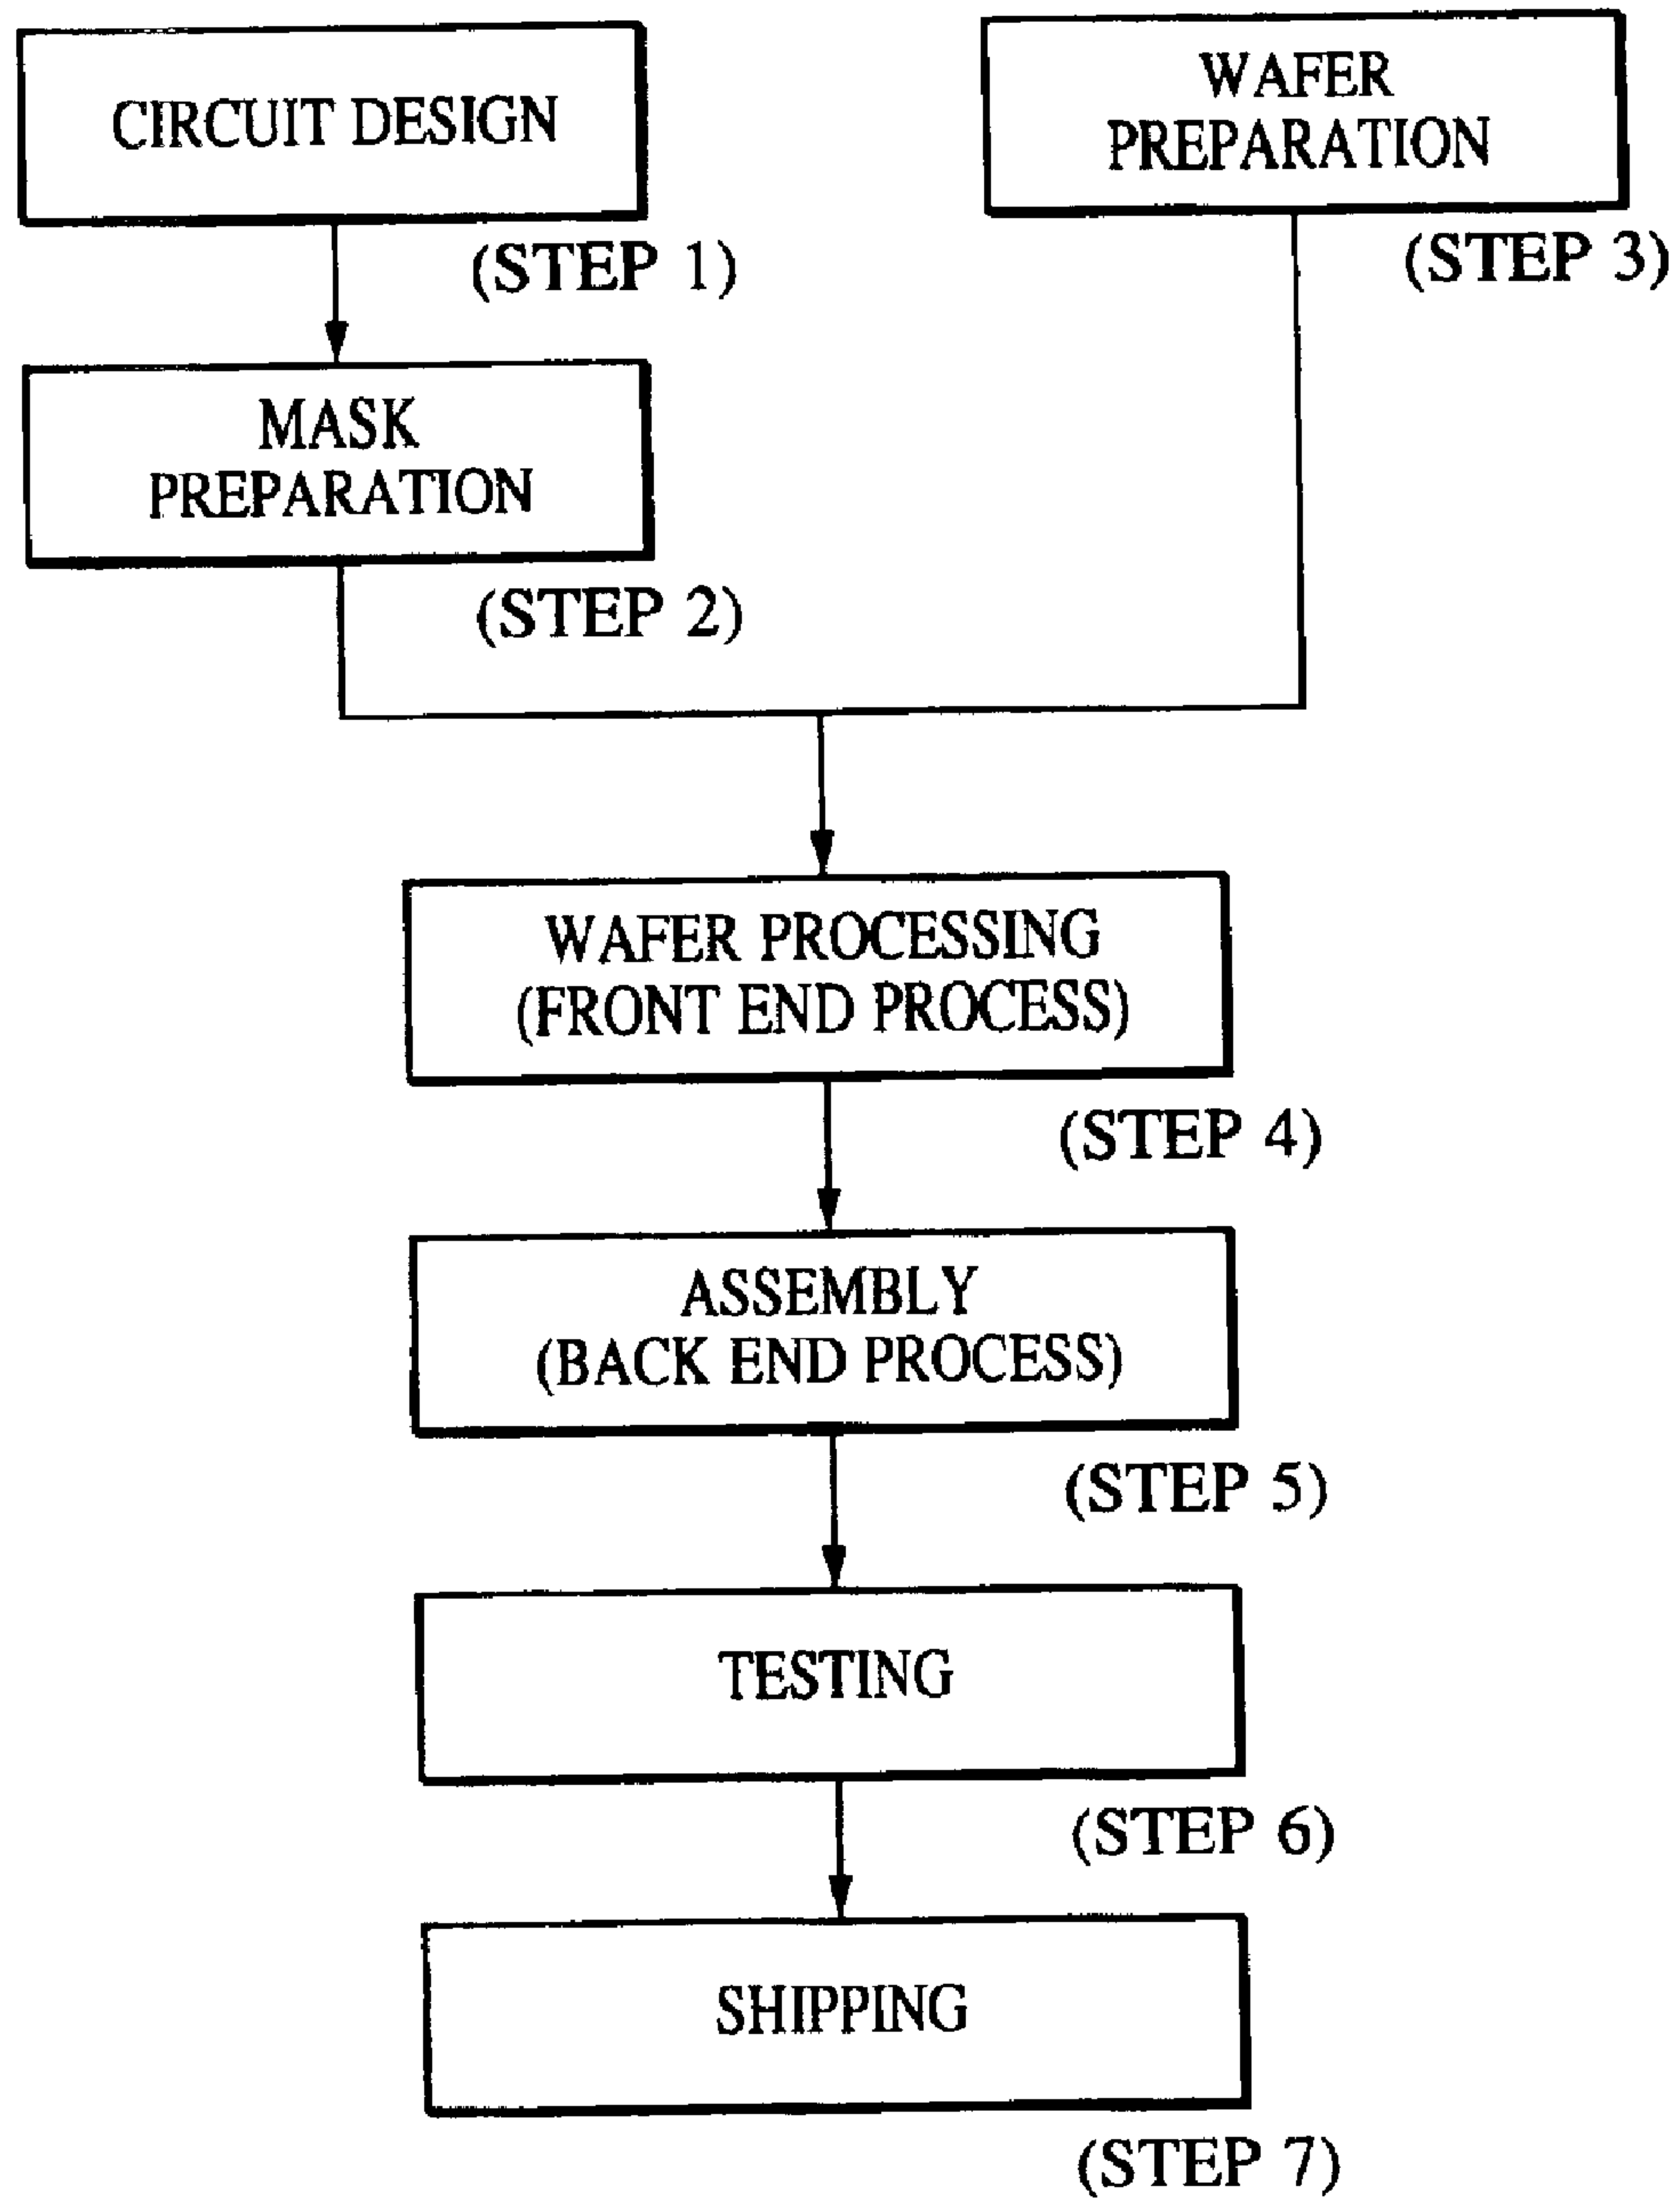 CIRCUIT DESIGN
(STEP 1)
MASK
PREPARATION
(STEP 2)
WAFER
PREPARATION
(STEP 3)
WAFER PROCESSING
(FRONT END PROCESS)
(STEP 4)
ASSEMBLY
(BACK END PROCESS)
(STEP 5)
TESTING
(STEP 6)
SHIPPING
(STEP 7)